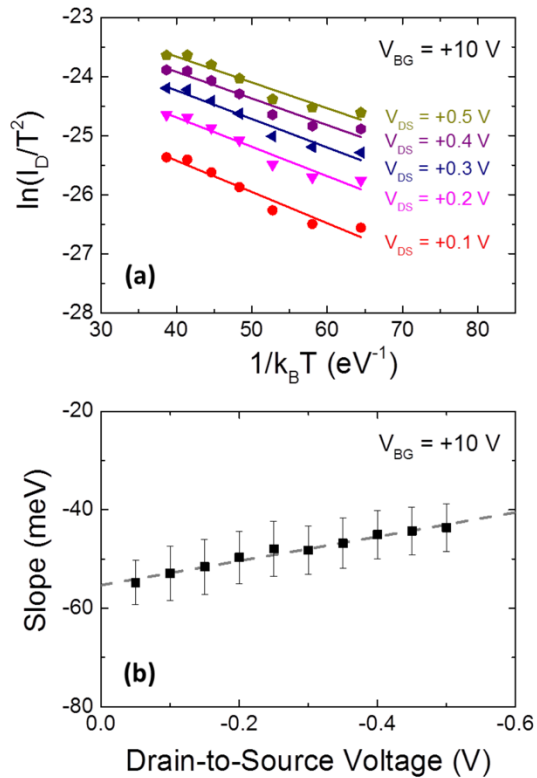 -23
-24
-25
-26
-27
-28
ln(I_D/T²)
V_BG = +10 V
V_DS = +0.5 V
V_DS = +0.4 V
V_DS = +0.3 V
V_DS = +0.2 V
V_DS = +0.1 V
(a)
30 40 50 60 70 80
1/k_BT (eV⁻¹)
-20
-40
-60
-80
Slope (meV)
V_BG = +10 V
(b)
0.0 -0.2 -0.4 -0.6
Drain-to-Source Voltage (V)